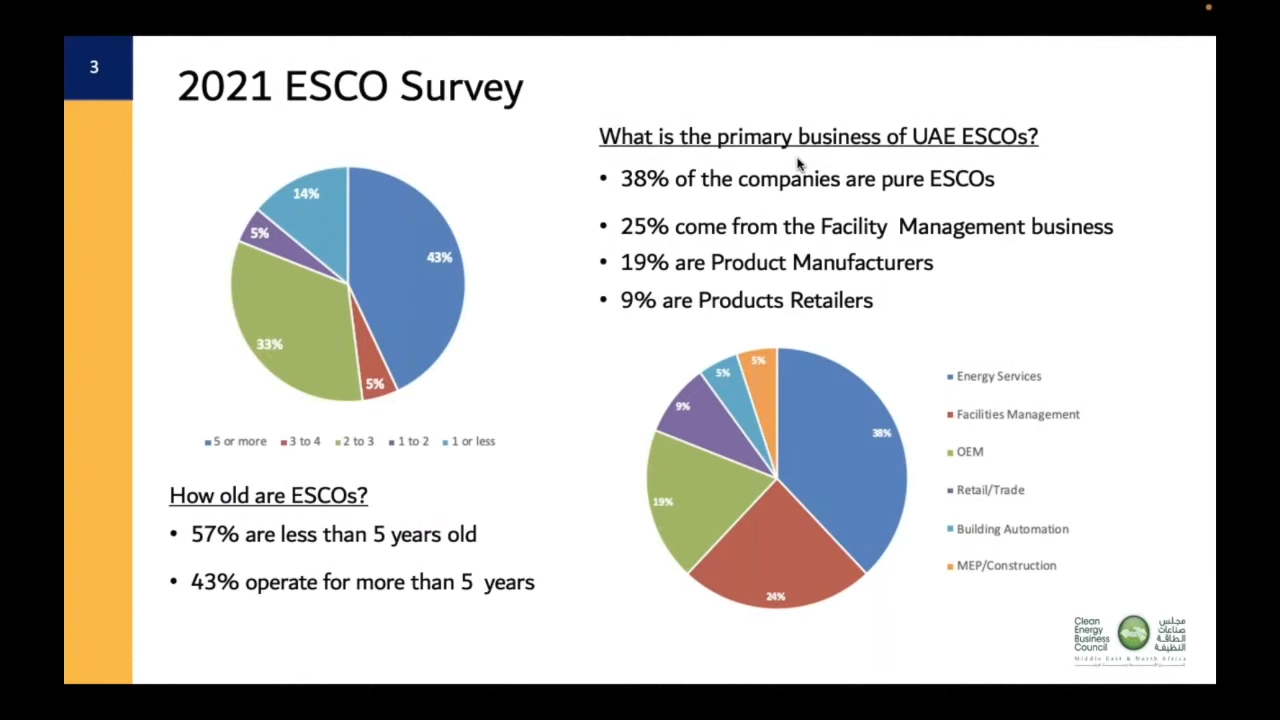 3
2021 ESCO Survey
14%
5%
43%
33%
5%
5 or more 3 to 4 2 to 3 1 to 2 1 or less
How old are ESCOs?
• 57% are less than 5 years old
• 43% operate for more than 5 years
What is the primary business of UAE ESCOs?
• 38% of the companies are pure ESCOs
• 25% come from the Facility Management business
• 19% are Product Manufacturers
• 9% are Products Retailers
5%
5%
9%
38%
19%
24%
Energy Services
Facilities Management
OEM
Retail/Trade
Building Automation
MEP/Construction
Clean
Energy
Business
Council
مجلس
صناعات
الطاقة
النظيفة
Middle East & North Africa